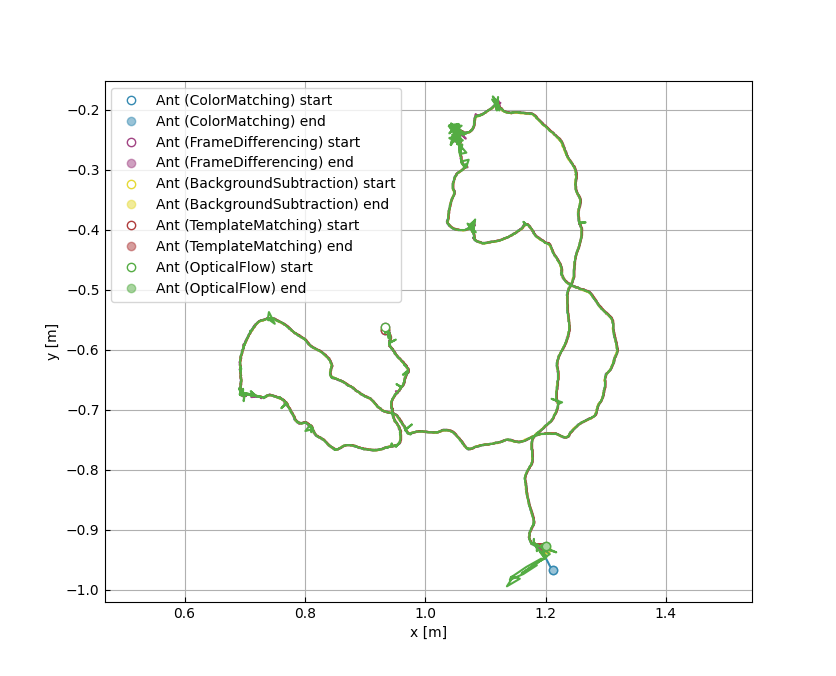 Ant (ColorMatching) start
Ant (ColorMatching) end
Ant (FrameDifferencing) start
Ant (FrameDifferencing) end
Ant (BackgroundSubtraction) start
Ant (BackgroundSubtraction) end
Ant (TemplateMatching) start
Ant (TemplateMatching) end
Ant (OpticalFlow) start
Ant (OpticalFlow) end
−0.2
−0.3
−0.4
−0.5
−0.6
−0.7
−0.8
−0.9
−1.0
y [m]
0.6 0.8 1.0 1.2 1.4
x [m]